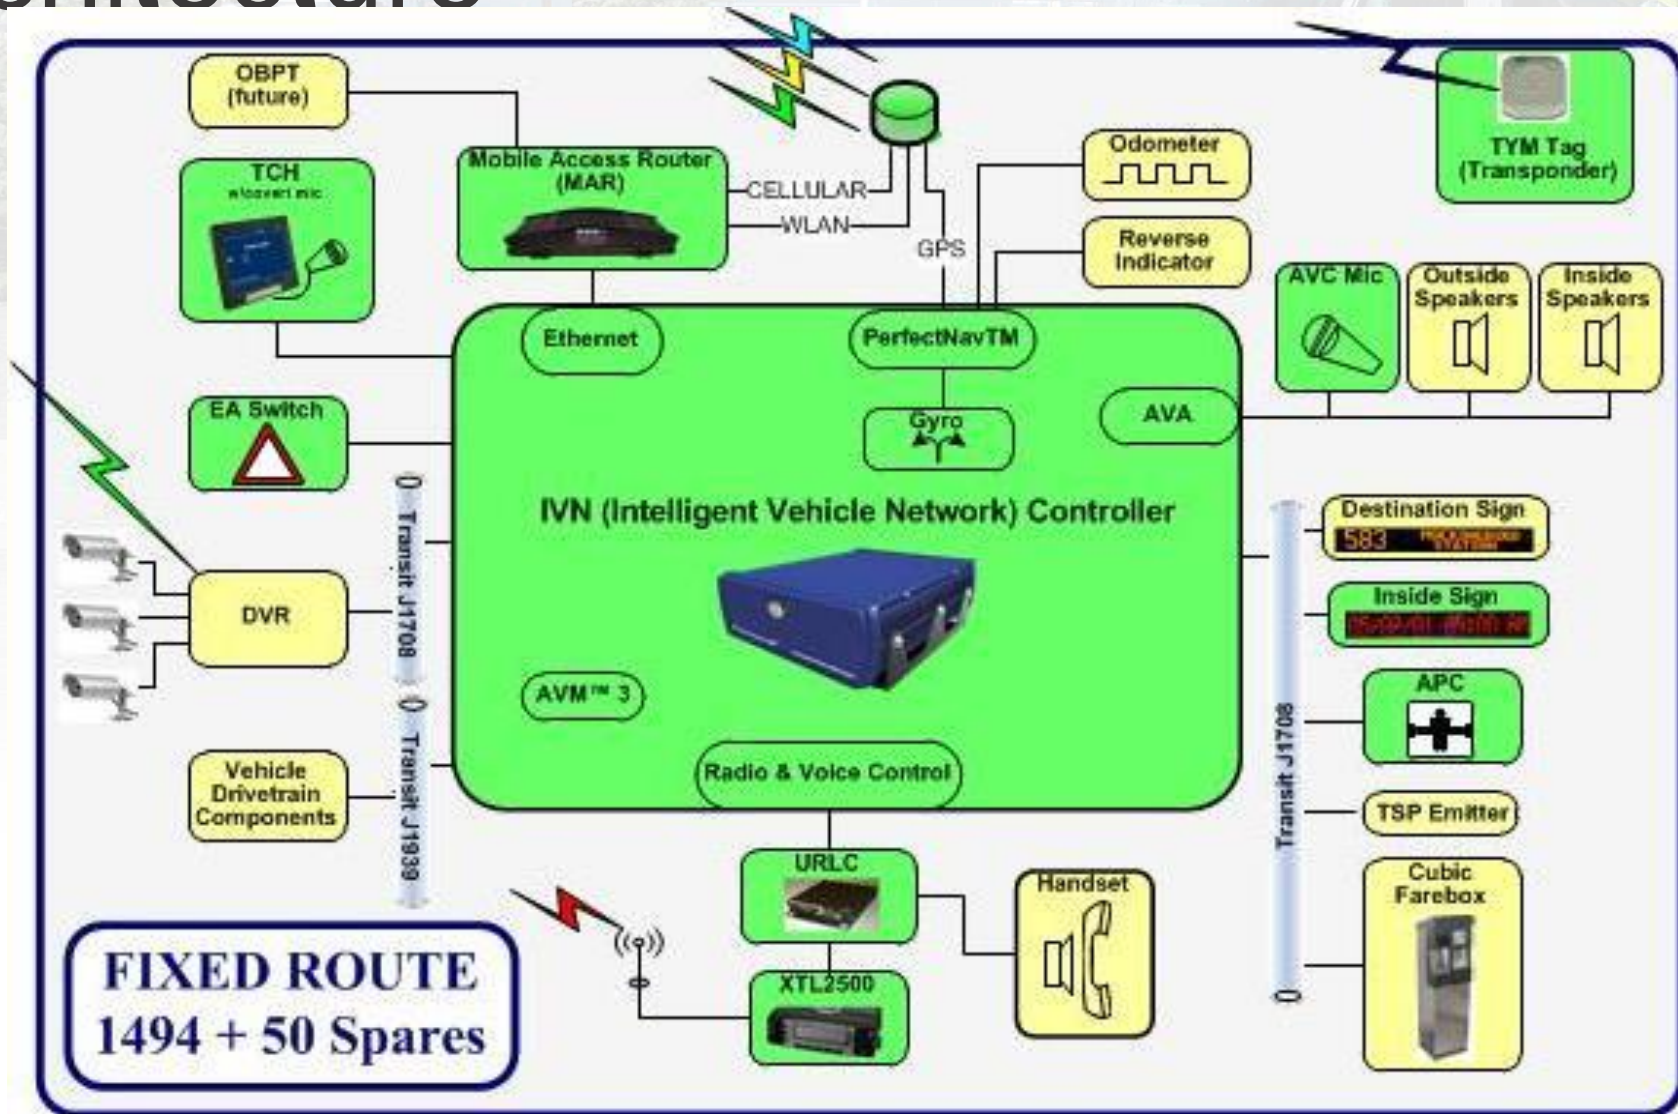 OBPT
(future)
TCH
w/covert mic
Mobile Access Router
(MAR)
CELLULAR
WLAN
GPS
Odometer
Reverse
Indicator
TYM Tag
(Transponder)
AVC Mic
Outside
Speakers
Inside
Speakers
Ethernet
PerfectNavTM
Gyro
AVA
EA Switch
Transit J1708
IVN (Intelligent Vehicle Network) Controller
DVR
AVM™ 3
Transit J1939
Vehicle
Drivetrain
Components
Radio & Voice Control
Transit J1708
Destination Sign
583
STATION
Inside Sign
APC
TSP Emitter
Cubic
Farebox
URLC
Handset
XTL2500
FIXED ROUTE
1494 + 50 Spares